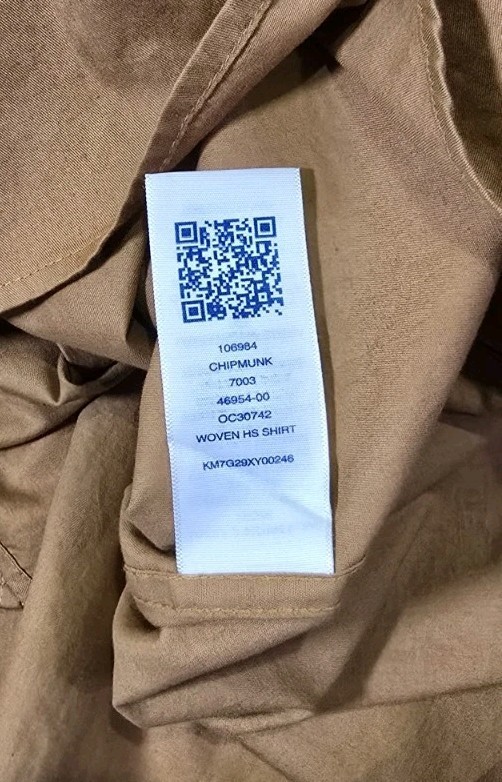 106984
CHIPMUNK
7003
46954-00
OC30742
WOVEN HS SHIRT
KM7G29XY00246